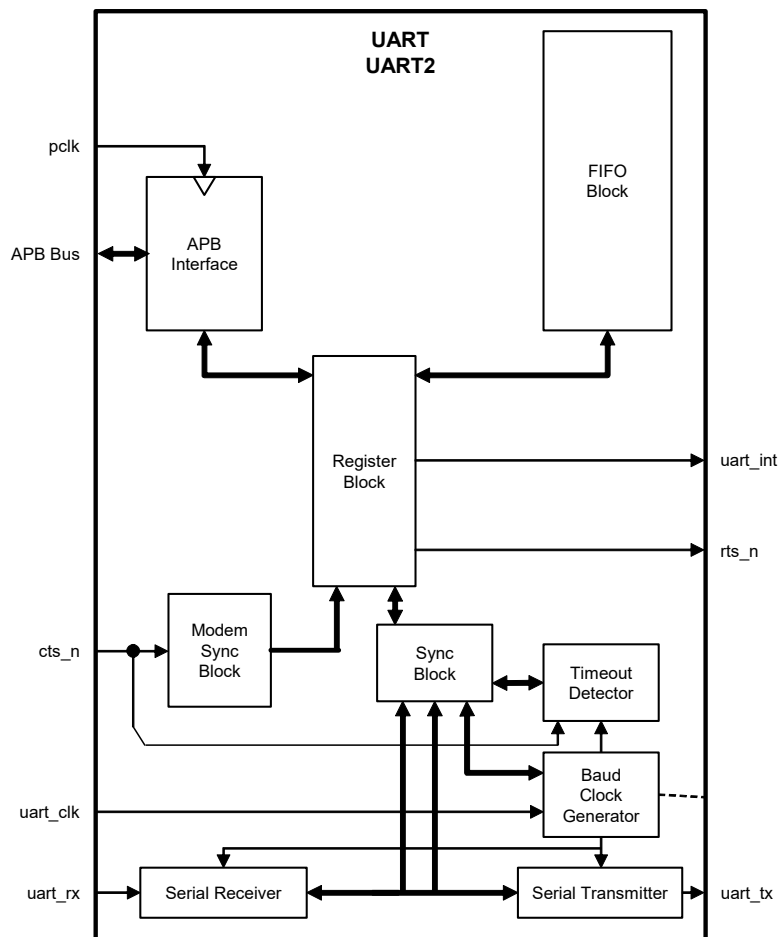 UART
UART2
pclk
FIFO
Block
APB Bus
APB
Interface
Register
Block
uart_int
rts_n
cts_n
Modem
Sync
Block
Sync
Block
Timeout
Detector
uart_clk
Baud
Clock
Generator
uart_rx
Serial Receiver
Serial Transmitter
uart_tx